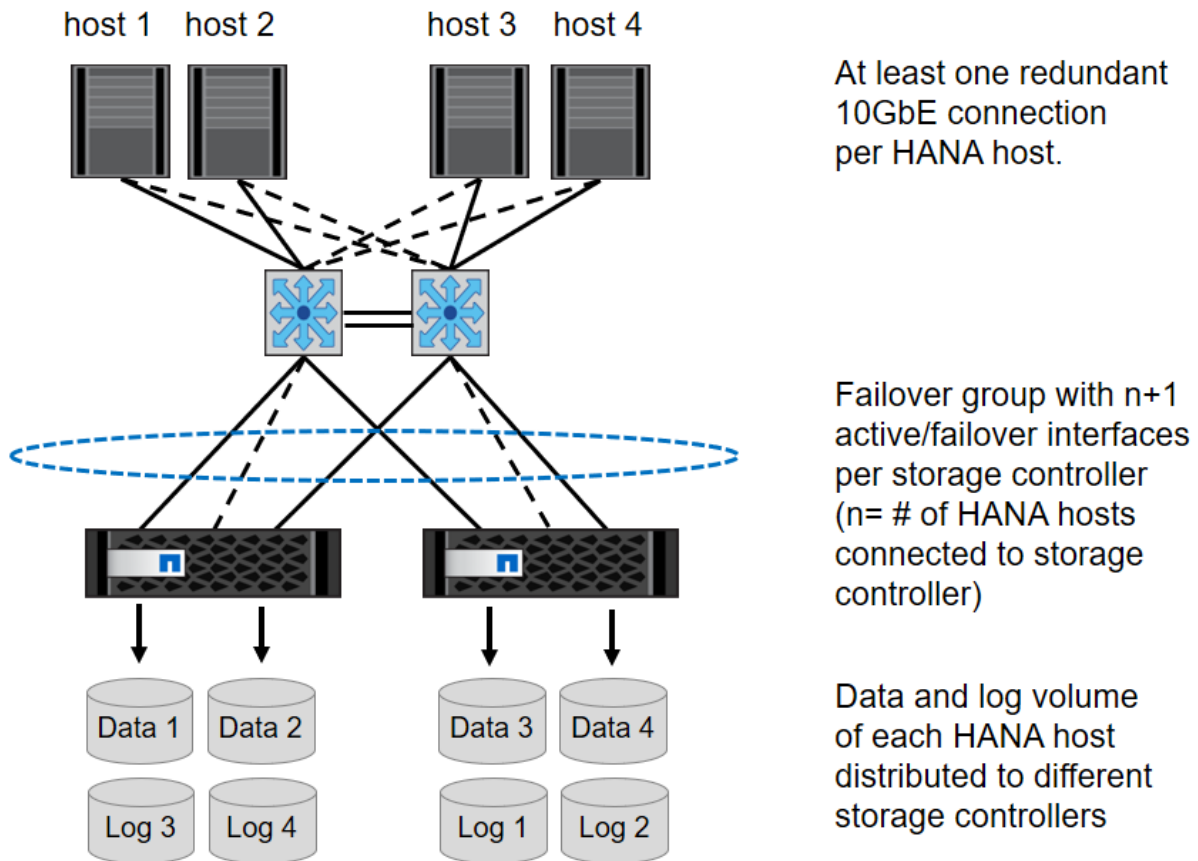 host 1
host 2
host 3
host 4
At least one redundant
10GbE connection
per HANA host.
Failover group with n+1
active/failover interfaces
per storage controller
(n= # of HANA hosts
connected to storage
controller)
Data 1
Data 2
Data 3
Data 4
Log 3
Log 4
Log 1
Log 2
Data and log volume
of each HANA host
distributed to different
storage controllers